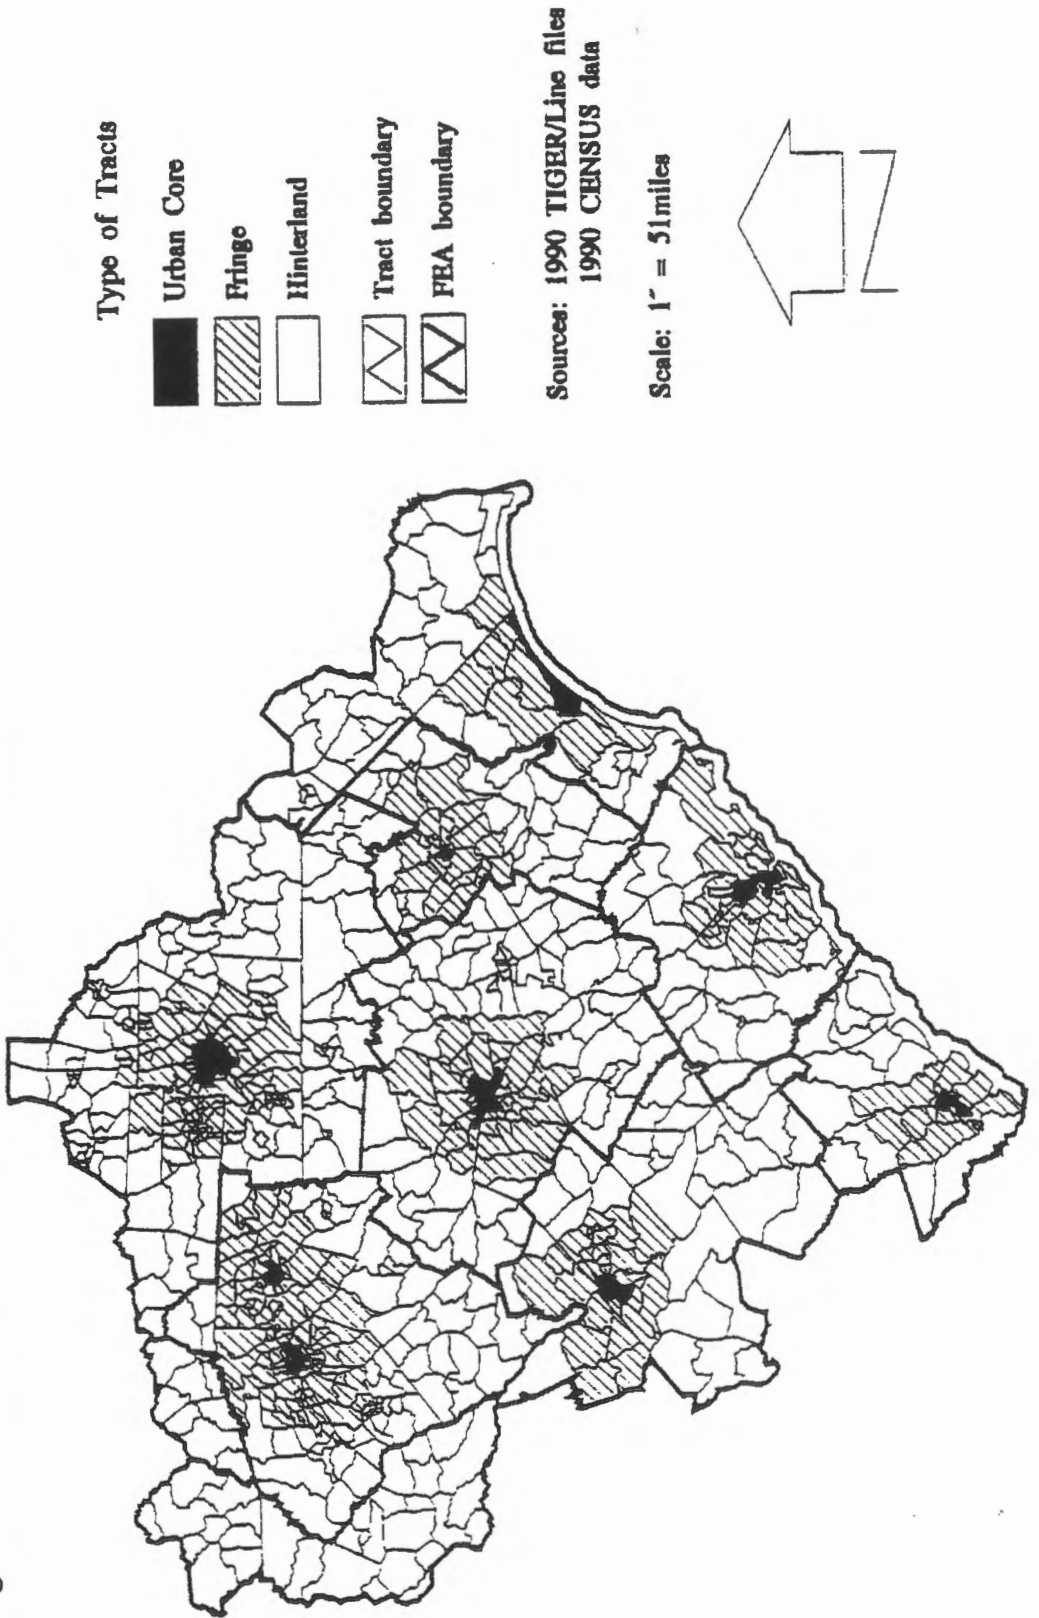 Type of Tracts
Urban Core
Fringe
Hinterland
Tract boundary
FEA boundary
Sources: 1990 TIGER/Line files
1990 CENSUS data
Scale: 1" = 51miles
N